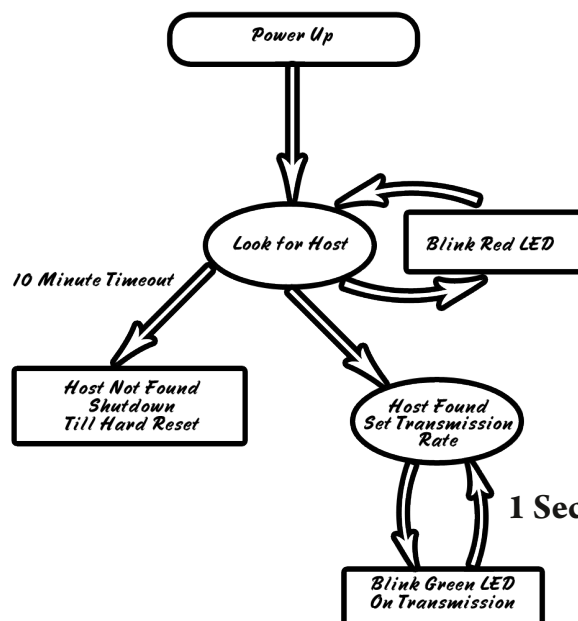 Power Up
Look for Host
Blink Red LED
10 Minute Timeout
Host Not Found
Shutdown
Till Hard Reset
Host Found
Set Transmission
Rate
1 Sec
Blink Green LED
On Transmission